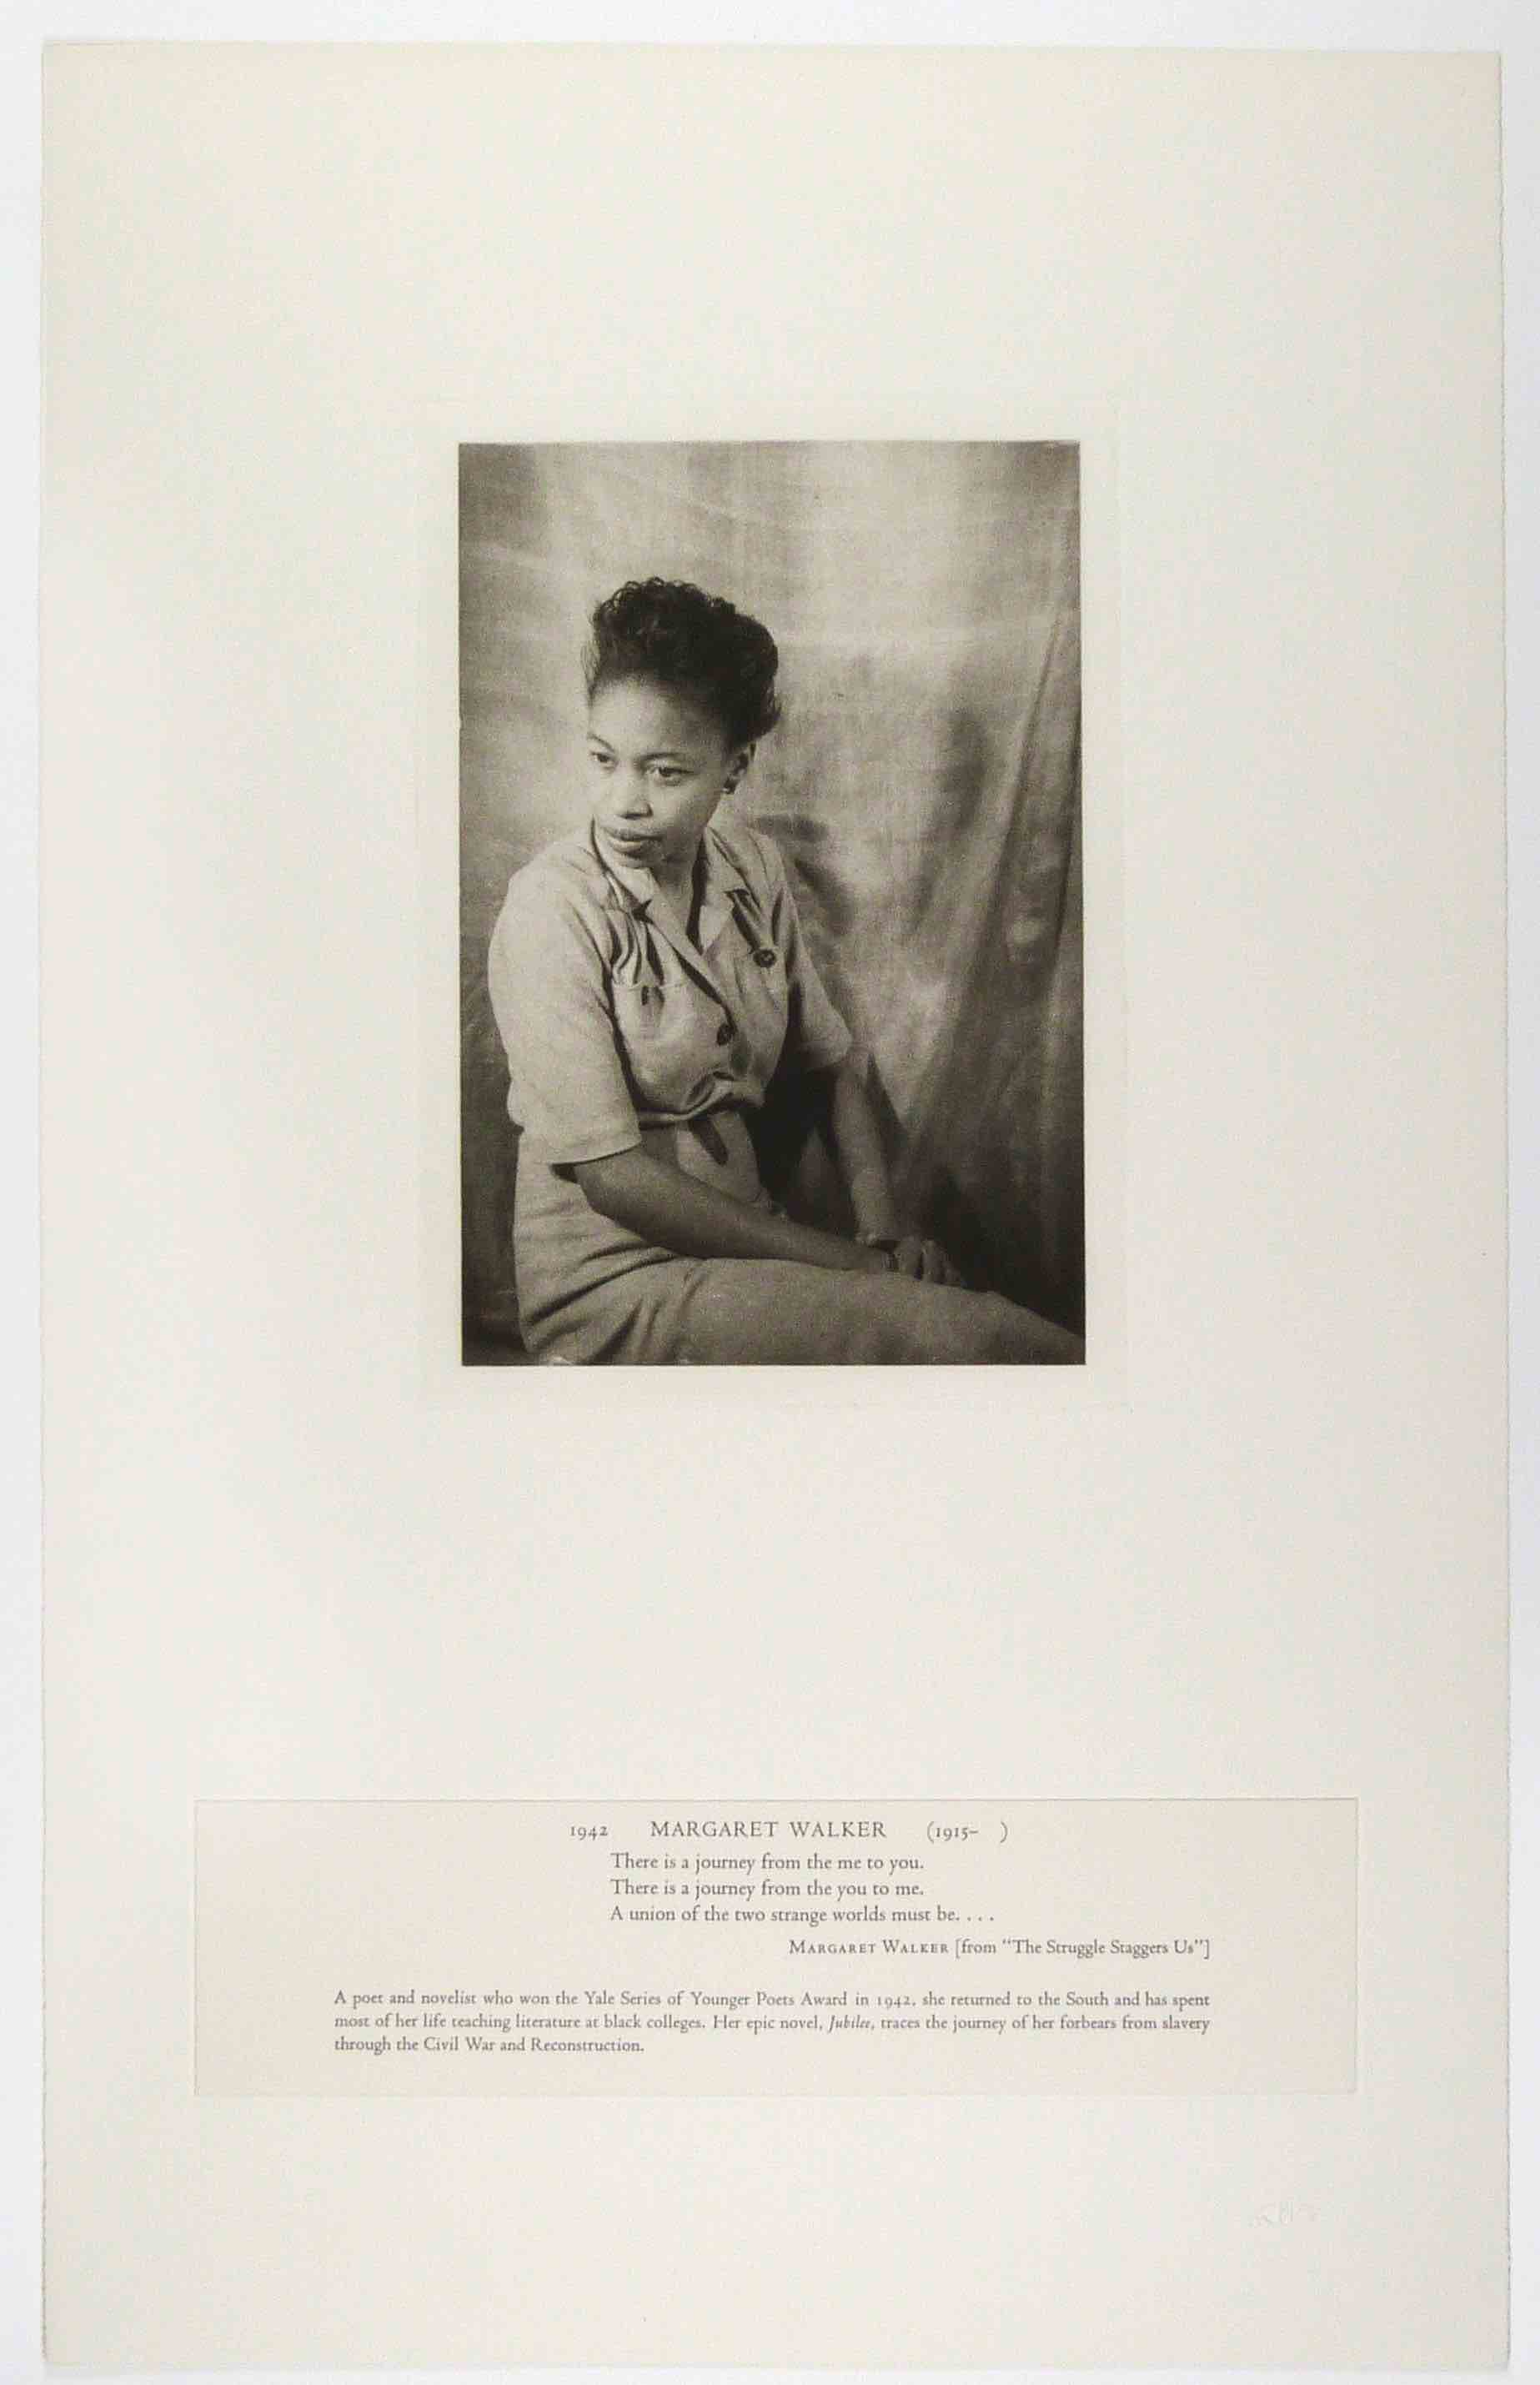 1942 MARGARET WALKER (1915– )
There is a journey from the me to you.
There is a journey from the you to me.
A union of the two strange worlds must be. . . .
MARGARET WALKER [from “The Struggle Staggers Us”]
A poet and novelist who won the Yale Series of Younger Poets Award in 1942, she returned to the South and has spent
most of her life teaching literature at black colleges. Her epic novel, Jubilee, traces the journey of her forbears from slavery
through the Civil War and Reconstruction.